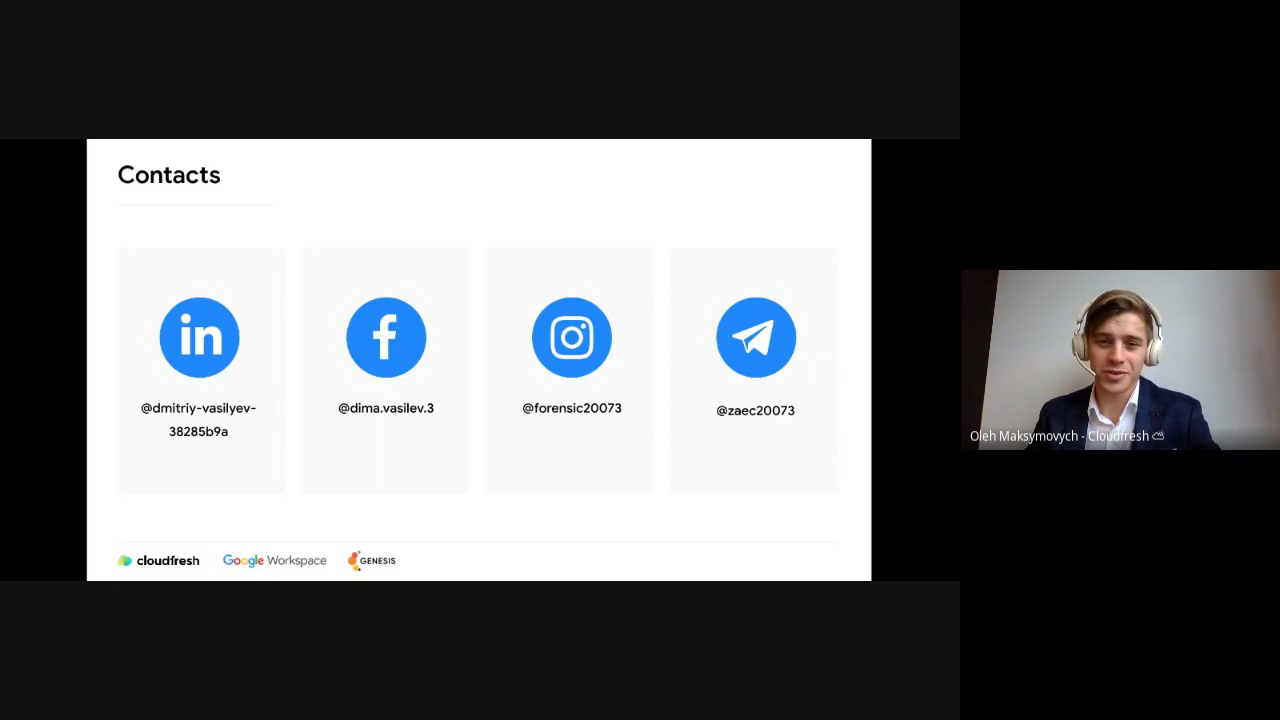 Contacts
@dmitriy-vasilyev-
38285b9a
@dima.vasilev.3
@forensic20073
@zaec20073
cloudfresh
Google Workspace
GENESIS
Oleh Maksymovych - Cloudfresh